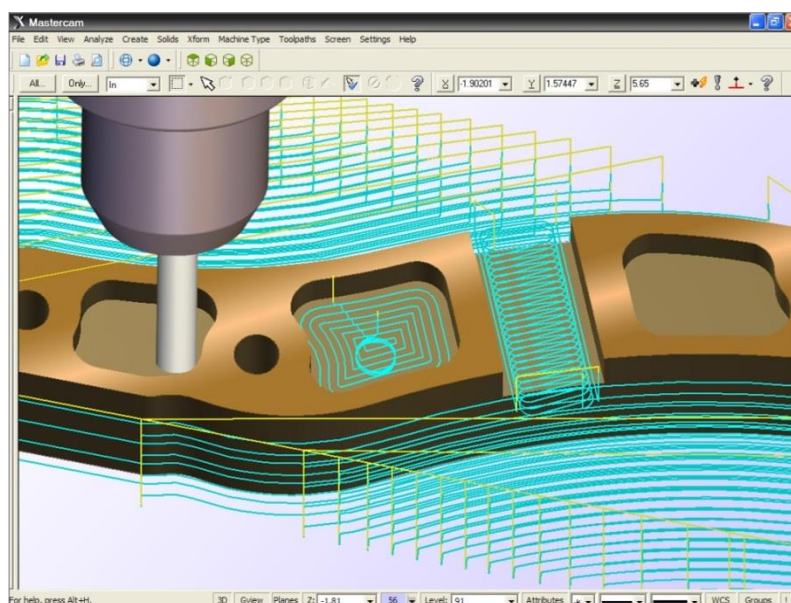 Mastercam
File Edit View Analyze Create Solids Xform Machine Type Toolpaths Screen Settings Help
All... Only... In X -1.90201 Y 1.57447 Z 5.65
For help, press Alt+H. 3D Gview Planes Z: -1.81 56 Level: 91 Attributes WCS Groups